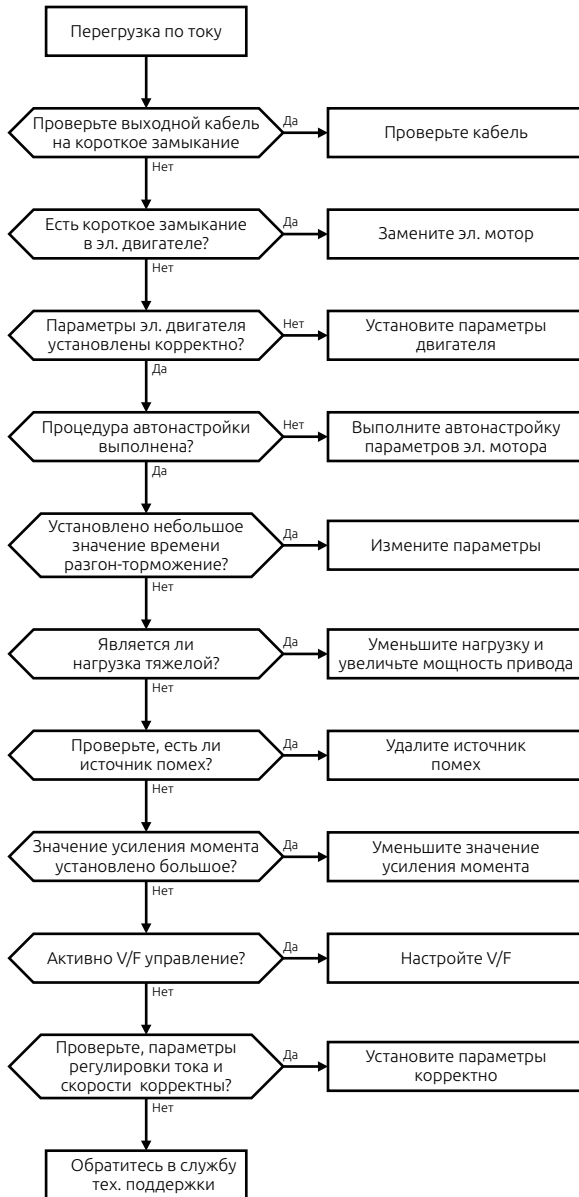 Перегрузка по току
Проверьте выходной кабель
на короткое замыкание
Да
Проверьте кабель
Нет
Есть короткое замыкание
в эл. двигателе?
Да
Замените эл. мотор
Нет
Параметры эл. двигателя
установлены корректно?
Нет
Установите параметры
двигателя
Да
Процедура автонастройки
выполнена?
Нет
Выполните автонастройку
параметров эл. мотора
Да
Установлено небольшое
значение времени
разгон-торможение?
Да
Измените параметры
Нет
Является ли
нагрузка тяжелой?
Да
Уменьшите нагрузку и
увеличьте мощность привода
Нет
Проверьте, есть ли
источник помех?
Да
Удалите источник
помех
Нет
Значение усиления момента
установлено большое?
Да
Уменьшите значение
усиления момента
Нет
Активно V/F управление?
Да
Настройте V/F
Нет
Проверьте, параметры
регулировки тока и
скорости корректны?
Да
Установите параметры
корректно
Нет
Обратитесь в службу
тех. поддержки